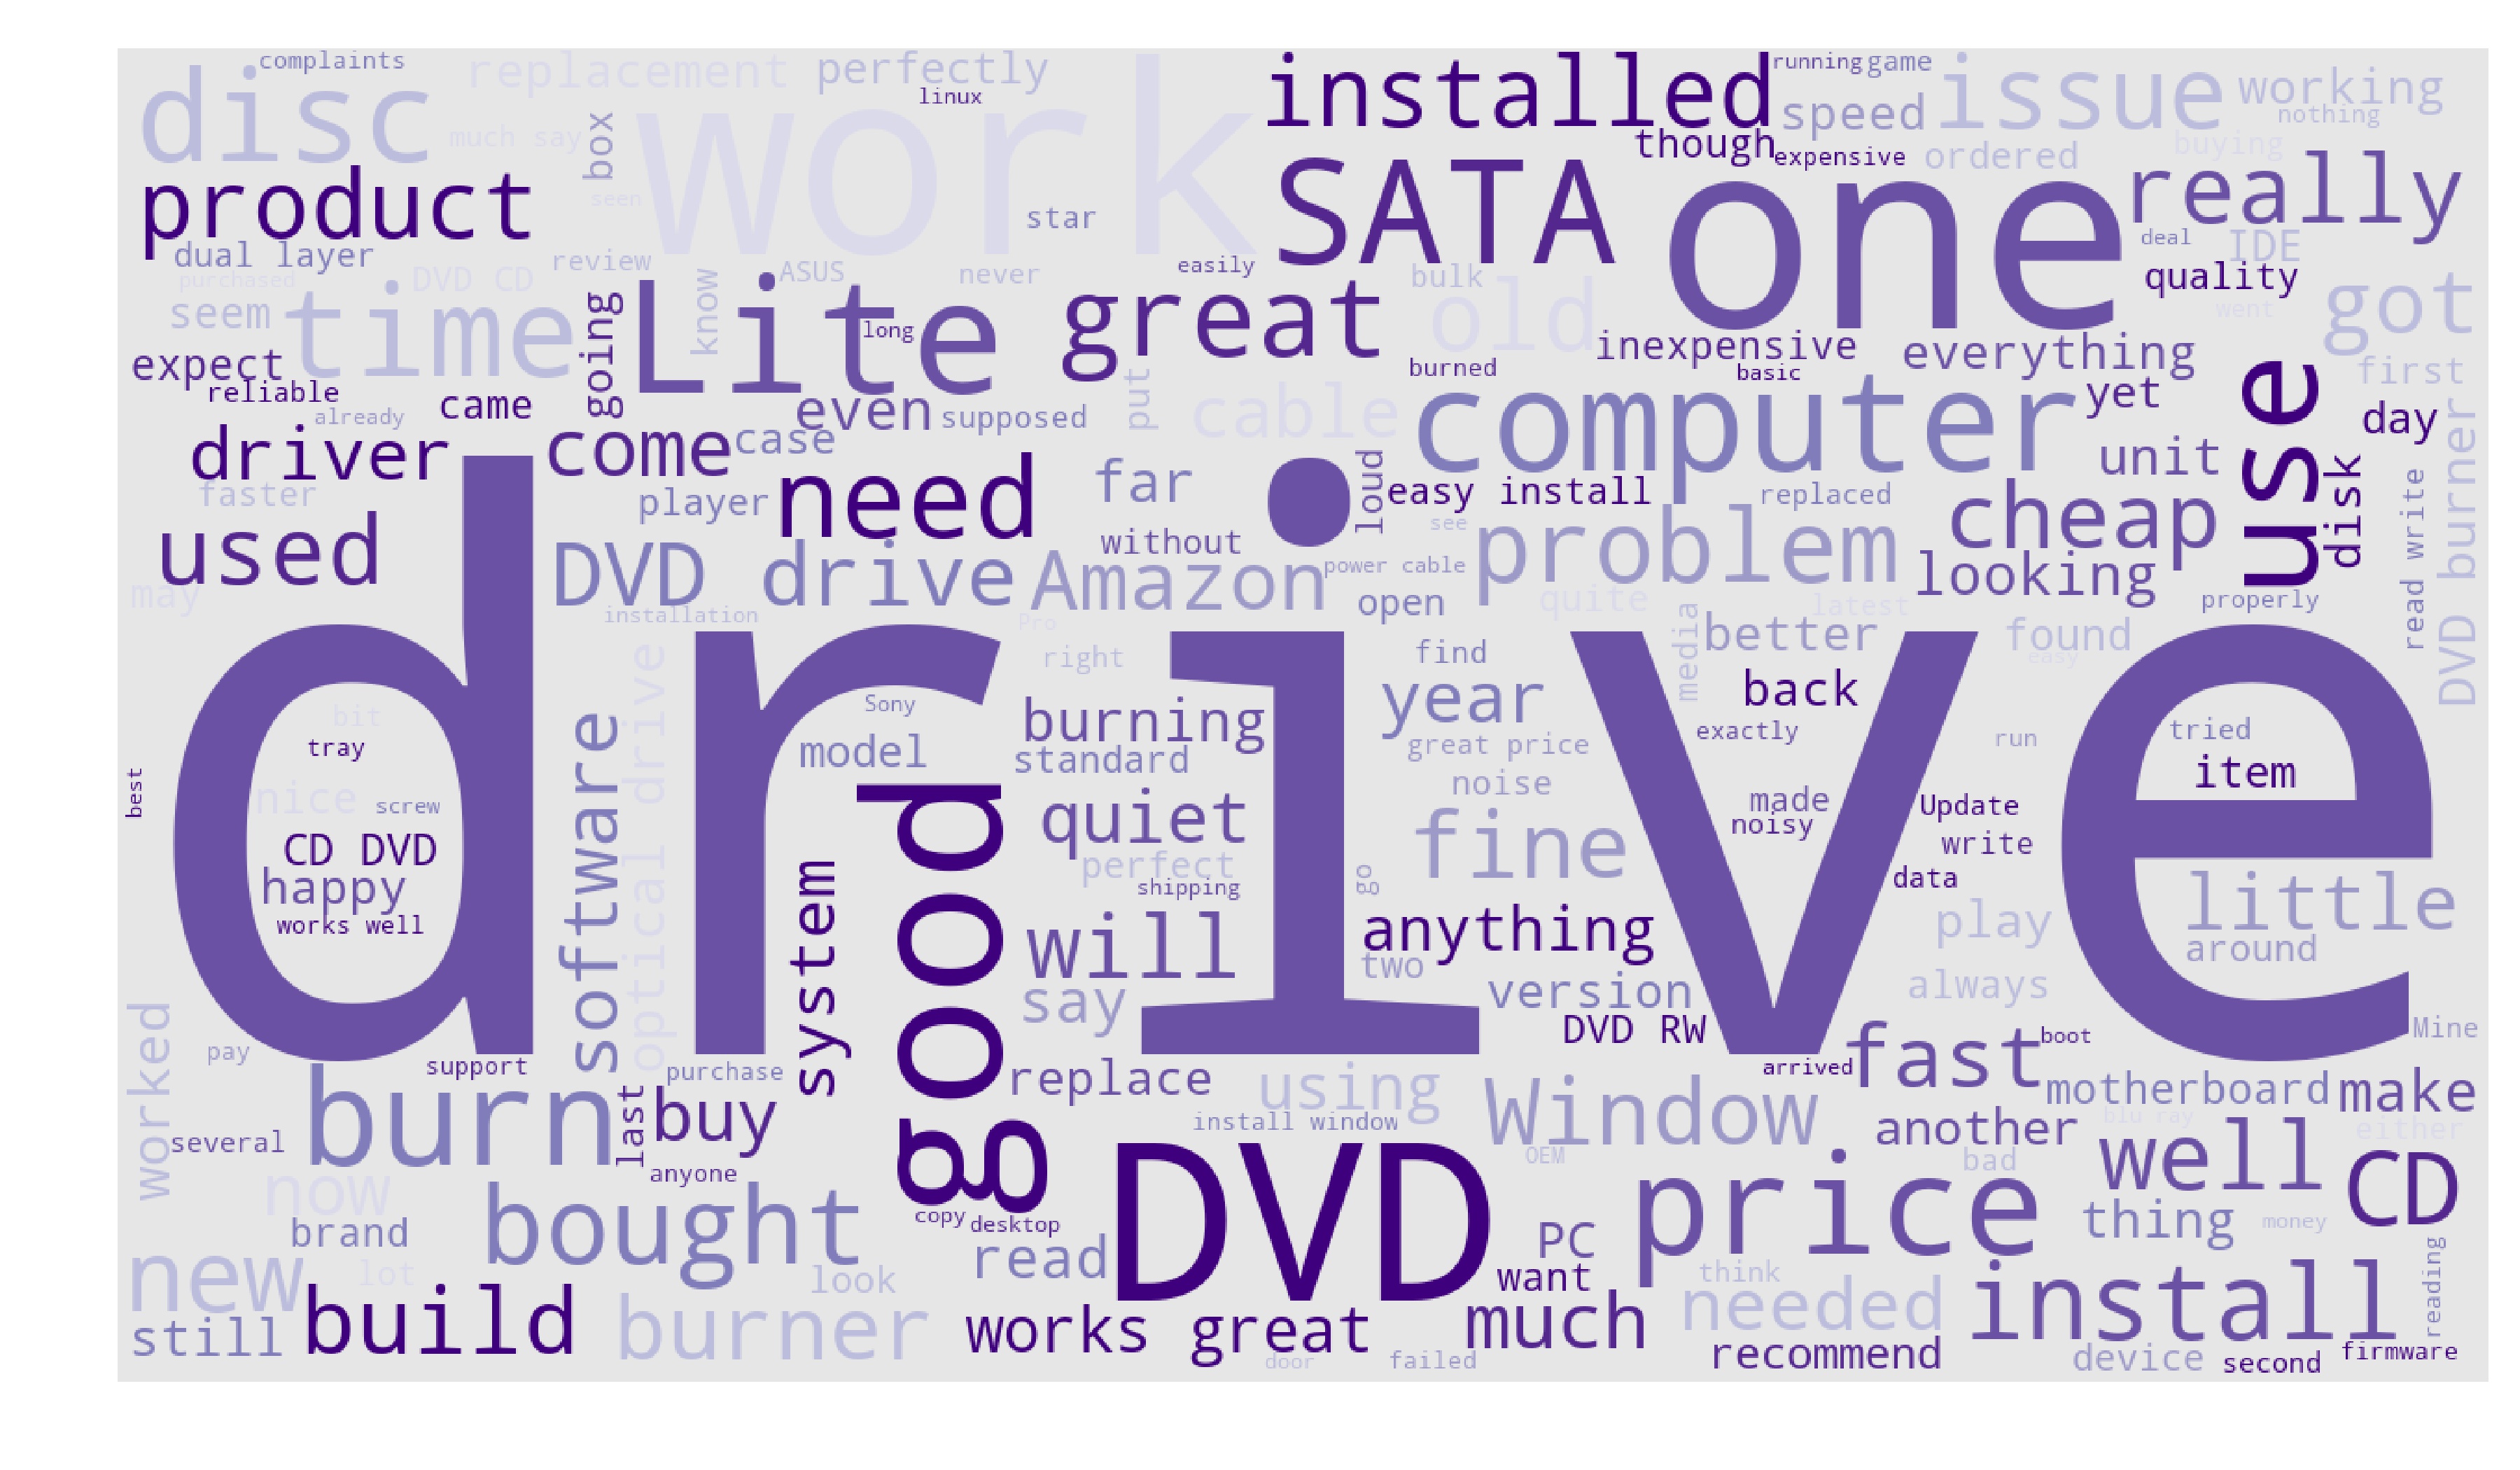 complaints
replacement
perfectly
linux
disc
much say
box
seen
work
installed
running
game
speed
issue
working
nothing
though
expensive
ordered
buying
product
star
SATA
one
really
dual layer
purchased
DVD CD
review
ASUS
never
easily
bulk
deal
IDE
quality
seem
time
going
Lite
know
long
great
old
went
got
expect
reliable
already
came
put
burned
inexpensive
basic
everything
first
driver
come
even
case
supposed
cable
computer
yet
use
day
faster
player
need
far
loud
easy install
replaced
unit
disk
read write
DVD burner
used
DVD drive
without
Amazon
see
power cable
problem
cheap
looking
may
installation
Pro
open
quite
latest
properly
drive
right
find
media
better
found
easy
bit
tray
software
optical drive
Sony
model
burning
standard
year
great price
back
exactly
run
tried
item
best
nice
screw
CD DVD
happy
works well
system
good
quiet
perfect
shipping
noise
fine
go
made
noisy
Update
write
data
little
around
will
say
anything
two
version
DVD RW
play
always
worked
pay
support
purchase
replace
using
Window
arrived
fast
boot
Mine
motherboard
make
burn
last
buy
several
anyone
install window
OEM
another
blu ray
either
bad
well
CD
now
brand
bought
copy
desktop
read
DVD
PC
want
price
thing
money
new
lot
look
think
needed
install
reading
still
build
burner
works great
door
failed
much
recommend
device
second
firmware